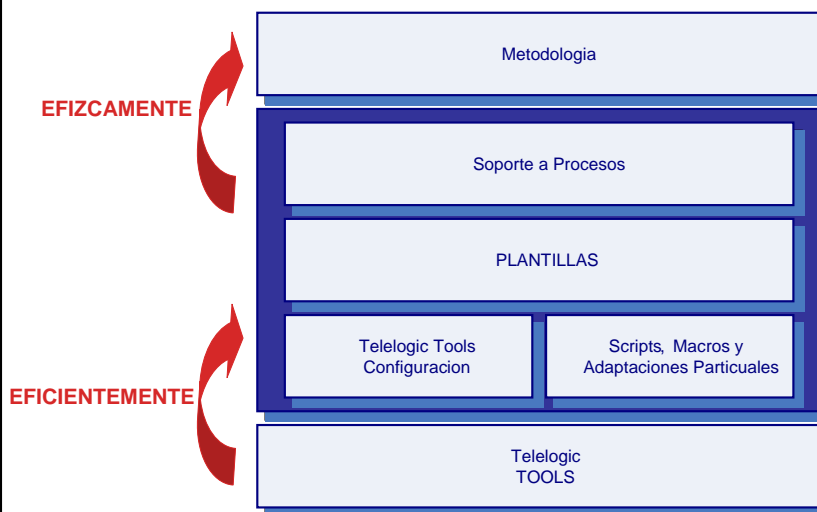 Metodologia
EFIZCAMENTE
Soporte a Procesos
PLANTILLAS
Telelogic Tools
Configuracion
Scripts, Macros y
Adaptaciones Particuales
EFICIENTEMENTE
Telelogic
TOOLS